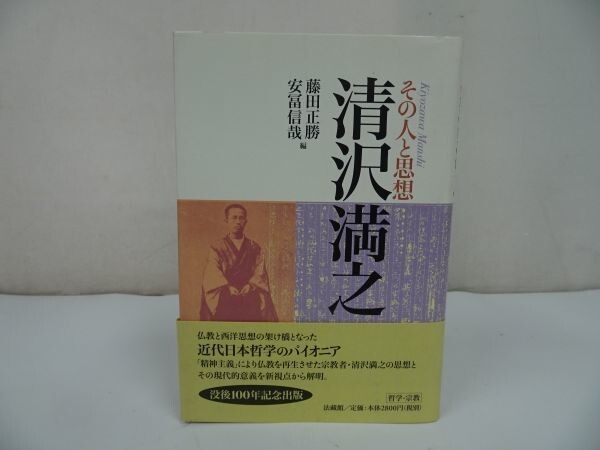 Kiyozawa Manshi
その人と思想
清沢満之
藤田正勝
安冨信哉 編
仏教と西洋思想の架け橋となった
近代日本哲学のパイオニア
「精神主義」により仏教を再生させた宗教者・清沢満之の思想と
その現代的意義を新視点から解明。
没後100年記念出版
哲学・宗教
法藏館/定価:本体2800円(税別)